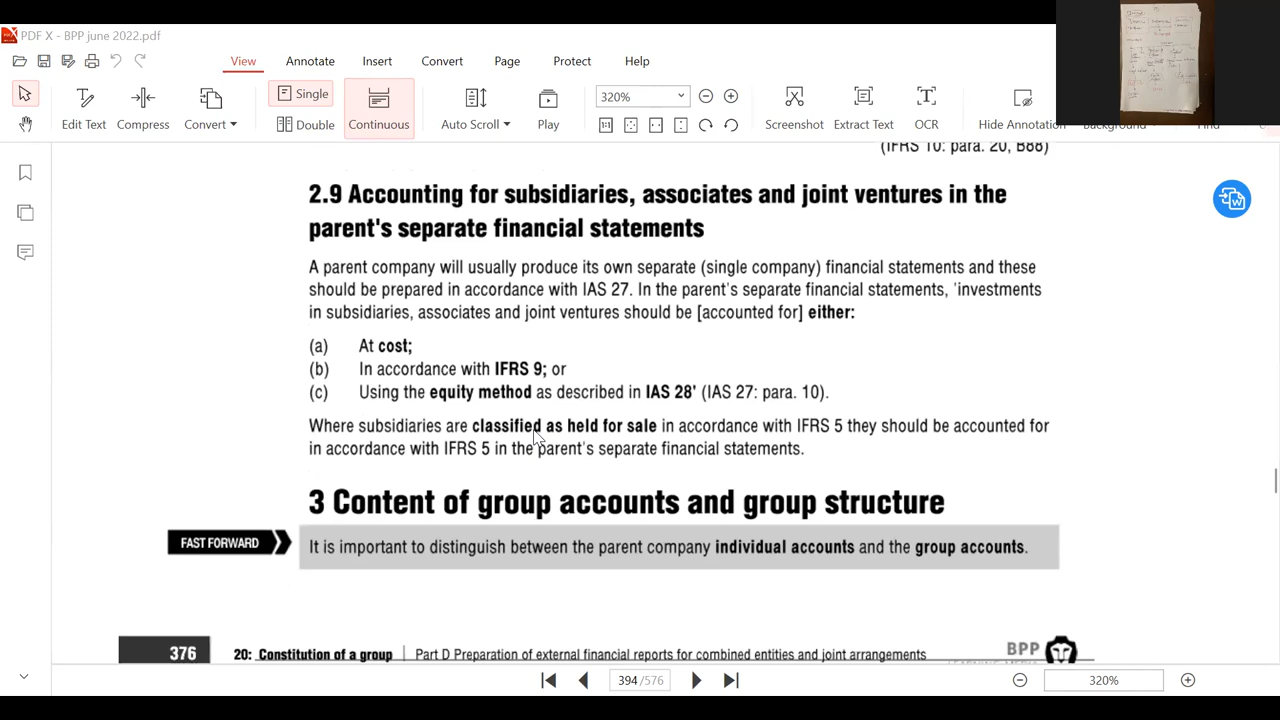 PDF X - BPP june 2022.pdf
View Annotate Insert Convert Page Protect Help
Edit Text Compress Convert Single Double Continuous Auto Scroll Play 320% Screenshot Extract Text OCR Hide Annotation Background Find
(IFRS 10: para. 20, B88)
2.9 Accounting for subsidiaries, associates and joint ventures in the
parent's separate financial statements
A parent company will usually produce its own separate (single company) financial statements and these
should be prepared in accordance with IAS 27. In the parent's separate financial statements, 'investments
in subsidiaries, associates and joint ventures should be [accounted for] either:
(a) At cost;
(b) In accordance with IFRS 9; or
(c) Using the equity method as described in IAS 28' (IAS 27: para. 10).
Where subsidiaries are classified as held for sale in accordance with IFRS 5 they should be accounted for
in accordance with IFRS 5 in the parent's separate financial statements.
3 Content of group accounts and group structure
FAST FORWARD
It is important to distinguish between the parent company individual accounts and the group accounts.
376 20: Constitution of a group | Part D Preparation of external financial reports for combined entities and joint arrangements BPP
394 /576 320%